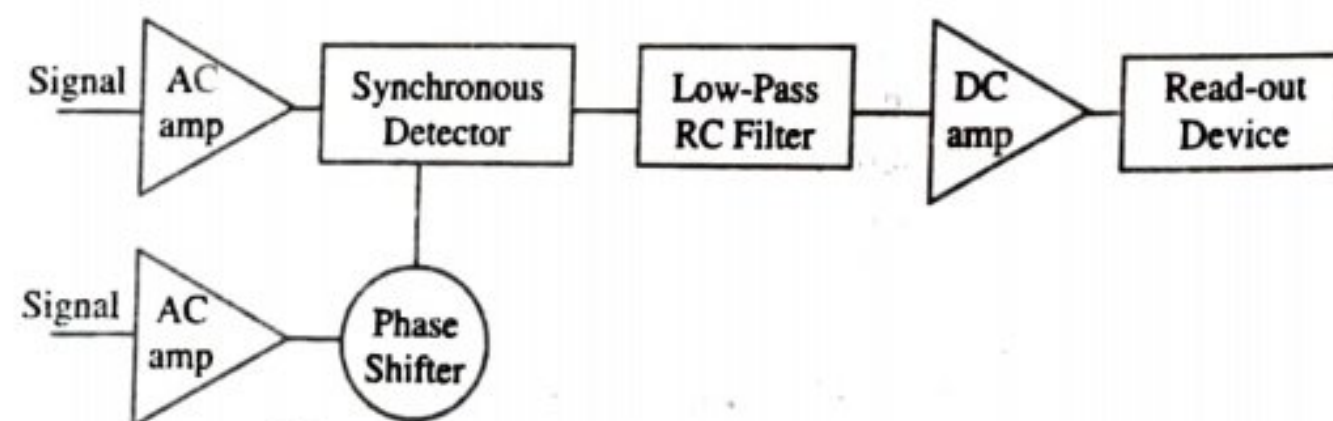 Signal
AC
amp
Synchronous
Detector
Low-Pass
RC Filter
DC
amp
Read-out
Device
Signal
AC
amp
Phase
Shifter